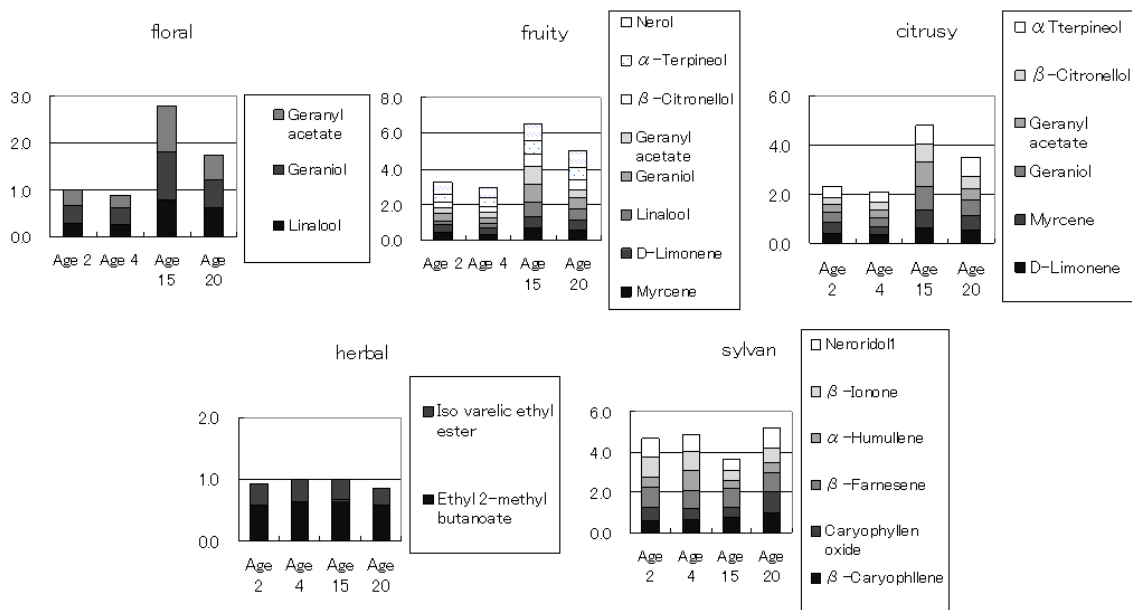 floral
3.0
2.0
1.0
0.0
Age 2
Age 4
Age
15
Age
20
Geranyl
acetate
Geraniol
Linalool
fruity
8.0
6.0
4.0
2.0
0.0
Age 2
Age 4
Age
15
Age
20
Nerol
α-Terpineol
β-Citronellol
Geranyl
acetate
Geraniol
Linalool
D-Limonene
Myrcene
citrusy
6.0
4.0
2.0
0.0
Age
2
Age
4
Age
15
Age
20
α Tterpineol
β-Citronellol
Geranyl
acetate
Geraniol
Myrcene
D-Limonene
herbal
2.0
1.0
0.0
Age
2
Age
4
Age
15
Age
20
Iso varelic ethyl
ester
Ethyl 2-methyl
butanoate
sylvan
6.0
4.0
2.0
0.0
Age
2
Age
4
Age
15
Age
20
Neroridol1
β-Ionone
α-Humullene
β-Farnesene
Caryophyllen
oxide
β-Caryophllene